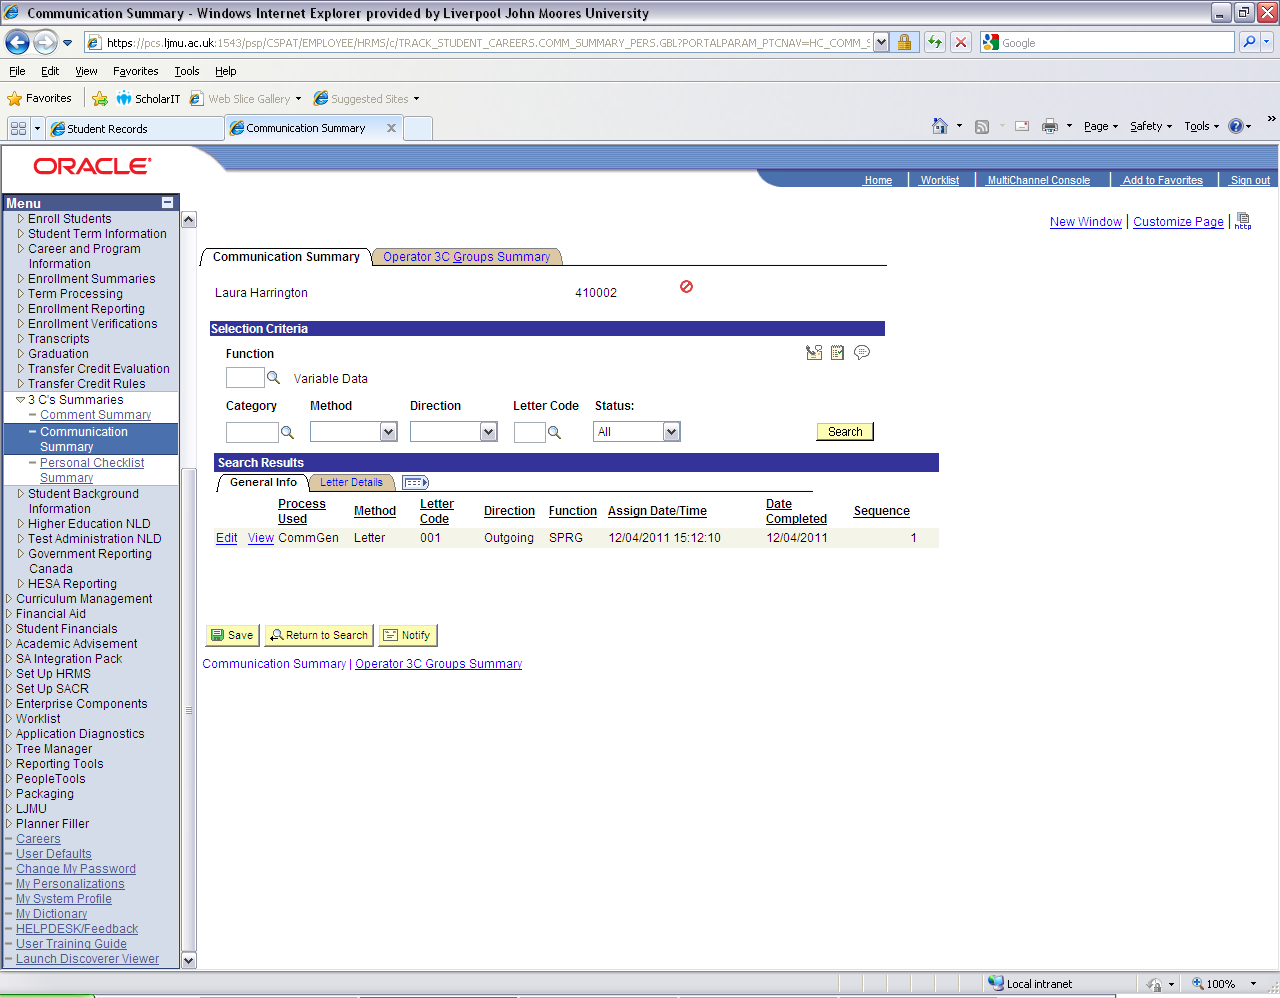 Communication Summary - Windows Internet Explorer provided by Liverpool John Moores University
https://pcs.ljmu.ac.uk:1543/psp/CSPAT/EMPLOYEE/HRMS/c/TRACK_STUDENT_CAREERS.COMM_SUMMARY_PERS.GBL?PORTALPARAM_PTCNAV=HC_COMM_S
Google
File Edit View Favorites Tools Help
Favorites ScholarIT Web Slice Gallery Suggested Sites
Student Records Communication Summary Page Safety Tools
ORACLE
Home Worklist MultiChannel Console Add to Favorites Sign out
Menu
Enroll Students
Student Term Information
Career and Program
Information
Enrollment Summaries
Term Processing
Enrollment Reporting
Enrollment Verifications
Transcripts
Graduation
Transfer Credit Evaluation
Transfer Credit Rules
3 C's Summaries
Comment Summary
Communication
Summary
Personal Checklist
Summary
Student Background
Information
Higher Education NLD
Test Administration NLD
Government Reporting
Canada
HESA Reporting
Curriculum Management
Financial Aid
Student Financials
Academic Advisement
SA Integration Pack
Set Up HRMS
Set Up SACR
Enterprise Components
Worklist
Application Diagnostics
Tree Manager
Reporting Tools
PeopleTools
Packaging
LJMU
Planner Filler
Careers
User Defaults
Change My Password
My Personalizations
My System Profile
My Dictionary
HELPDESK/Feedback
User Training Guide
Launch Discoverer Viewer
New Window | Customize Page | http
Communication Summary Operator 3C Groups Summary
Laura Harrington 410002
Selection Criteria
Function
Variable Data
Category Method Direction Letter Code Status:
All Search
Search Results
General Info Letter Details
Process Used Method Letter Code Direction Function Assign Date/Time Date Completed Sequence
Edit View CommGen Letter 001 Outgoing SPRG 12/04/2011 15:12:10 12/04/2011 1
Save Return to Search Notify
Communication Summary | Operator 3C Groups Summary
Local intranet 100%